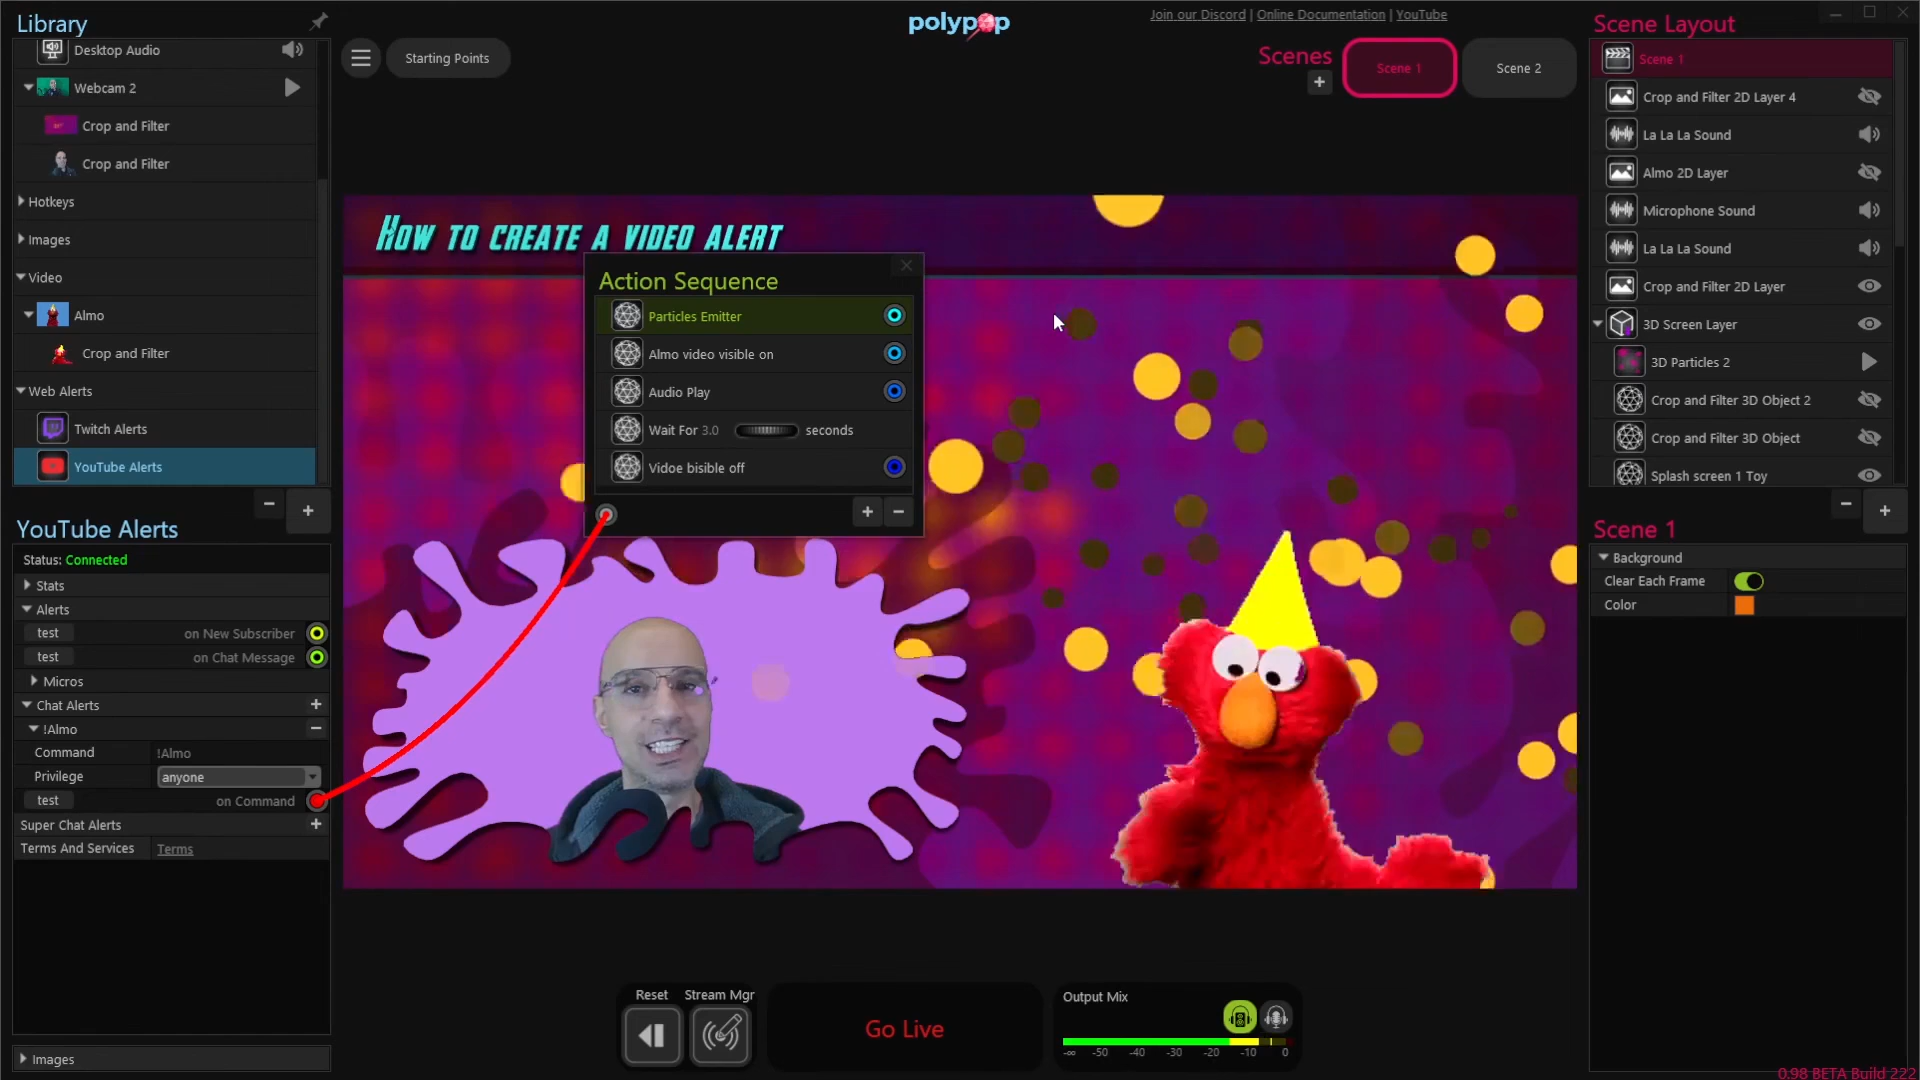 Library
Desktop Audio
Webcam 2
Crop and Filter
Crop and Filter
Hotkeys
Images
Video
Almo
Crop and Filter
Web Alerts
Twitch Alerts
YouTube Alerts
YouTube Alerts
Status: Connected
Stats
Alerts
test on New Subscriber
test on Chat Message
Micros
Chat Alerts
!Almo
Command !Almo
Privilege anyone
test on Command
Super Chat Alerts
Terms And Services Terms
Images
Starting Points
polypop
Join our Discord | Online Documentation | YouTube
Scenes
Scene 1
Scene 2
How to create a video alert
Action Sequence
Particles Emitter
Almo video visible on
Audio Play
Wait For 3.0 seconds
Vidoe bisible off
Reset
Stream Mgr
Go Live
Output Mix
-∞ -50 -40 -30 -20 -10 0
Scene Layout
Scene 1
Crop and Filter 2D Layer 4
La La La Sound
Almo 2D Layer
Microphone Sound
La La La Sound
Crop and Filter 2D Layer
3D Screen Layer
3D Particles 2
Crop and Filter 3D Object 2
Crop and Filter 3D Object
Splash screen 1 Toy
Scene 1
Background
Clear Each Frame
Color
0.98 BETA Build 222